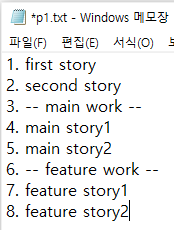 *p1.txt - Windows 메모장
파일(F) 편집(E) 서식(O) 보
1. first story
2. second story
3. -- main work --
4. main story1
5. main story2
6. -- feature work --
7. feature story1
8. feature story2